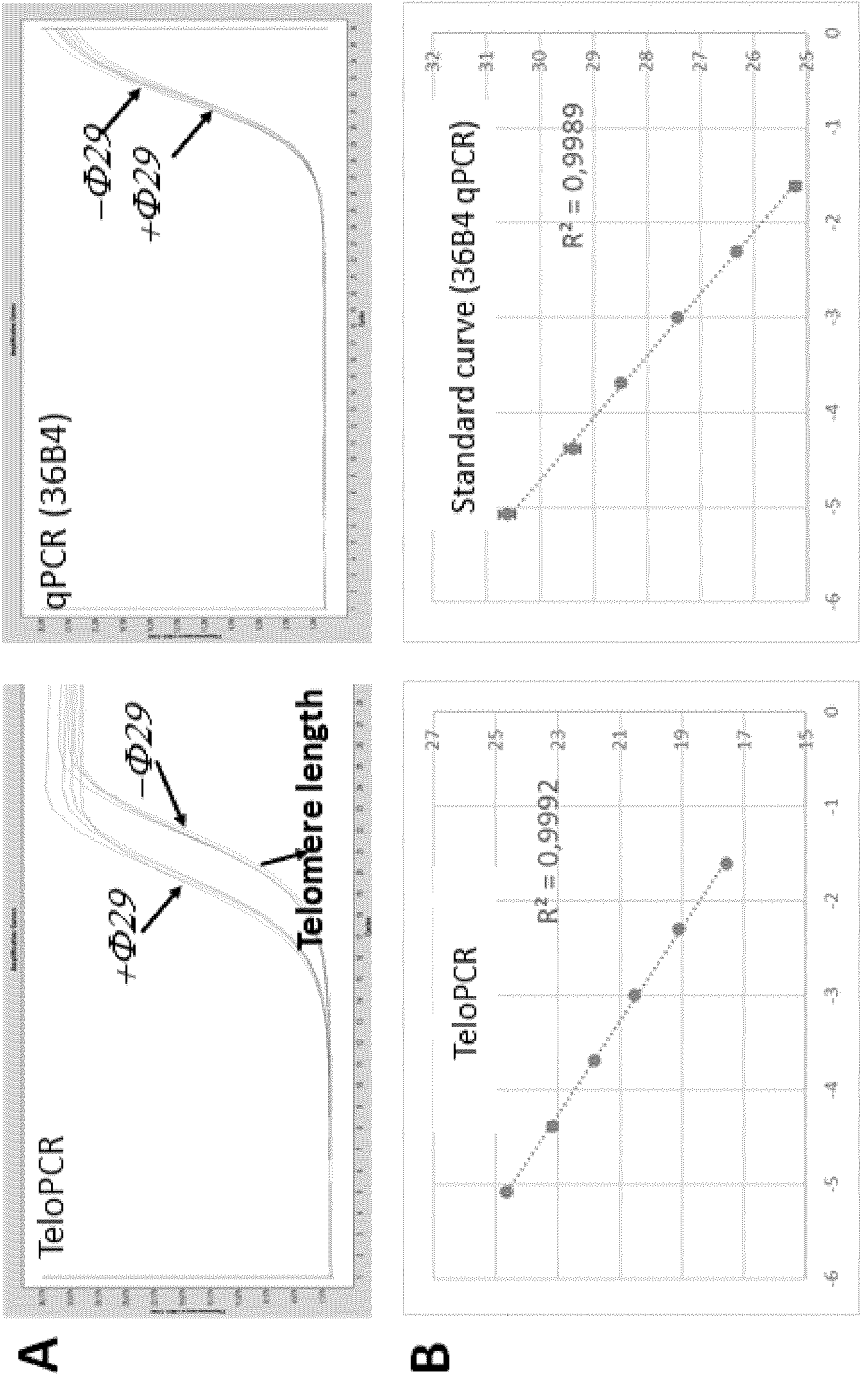 A
TeloPCR
+Φ29
−Φ29
Telomere length
qPCR (36B4)
−Φ29
+Φ29
B
TeloPCR
R² = 0,9992
27
25
23
21
19
17
15
-6
-5
-4
-3
-2
-1
0
Standard curve (36B4 qPCR)
R² = 0,9989
32
31
30
29
28
27
26
25
-6
-5
-4
-3
-2
-1
0